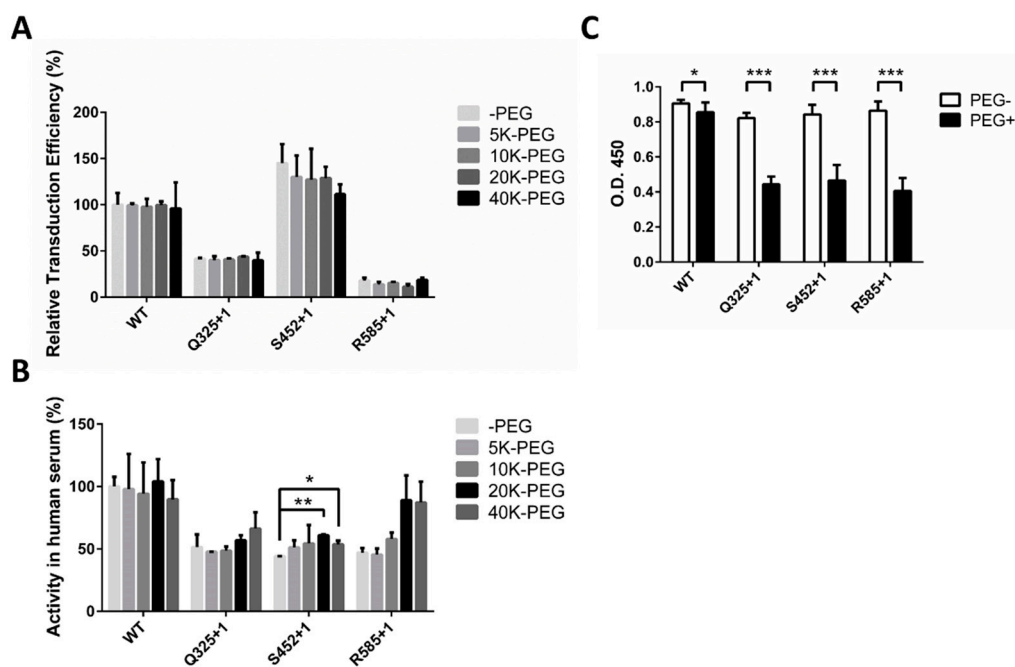 A
Relative Transduction Efficiency (%)
200
150
100
50
0
WT
Q325+1
S452+1
R585+1
-PEG
5K-PEG
10K-PEG
20K-PEG
40K-PEG
B
Activity in human serum (%)
150
100
50
0
*
**
WT
Q325+1
S452+1
R585+1
-PEG
5K-PEG
10K-PEG
20K-PEG
40K-PEG
C
O.D. 450
1.0
0.8
0.6
0.4
0.2
0.0
* *** *** ***
WT
Q325+1
S452+1
R585+1
PEG-
PEG+